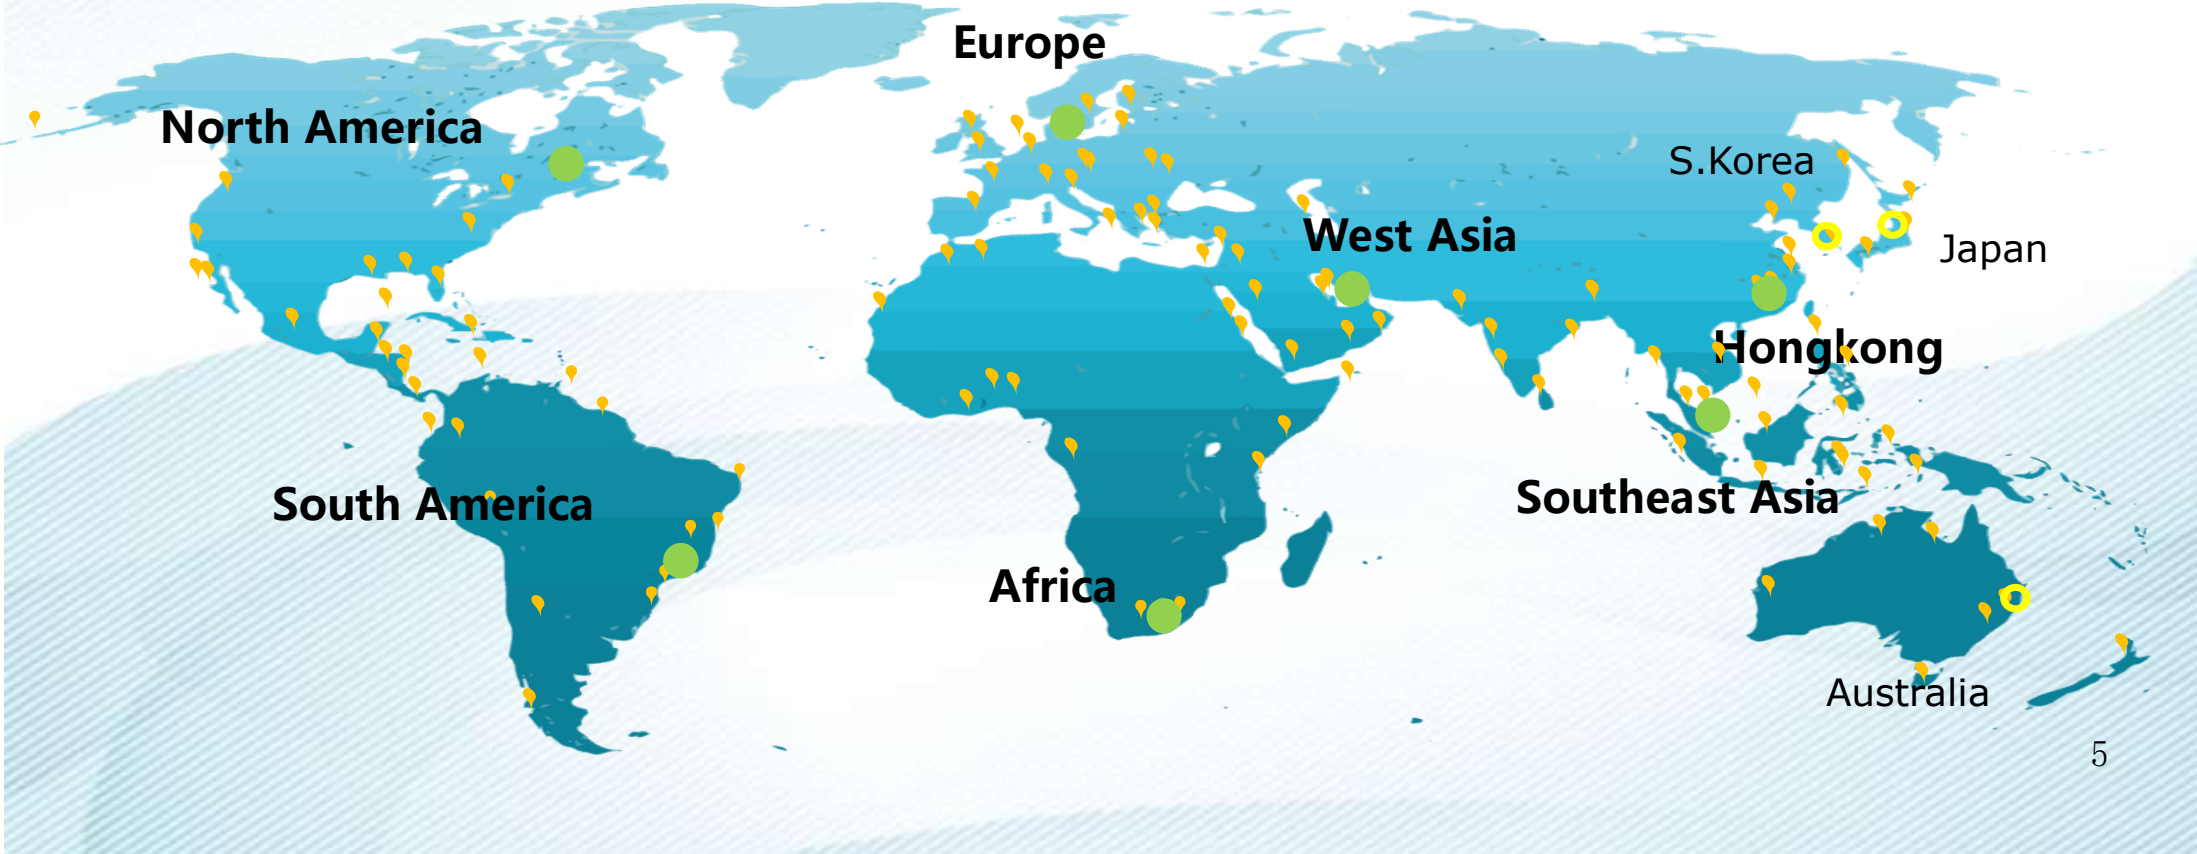 Europe
North America
S.Korea
West Asia
Japan
Hongkong
South America
Southeast Asia
Africa
Australia
5